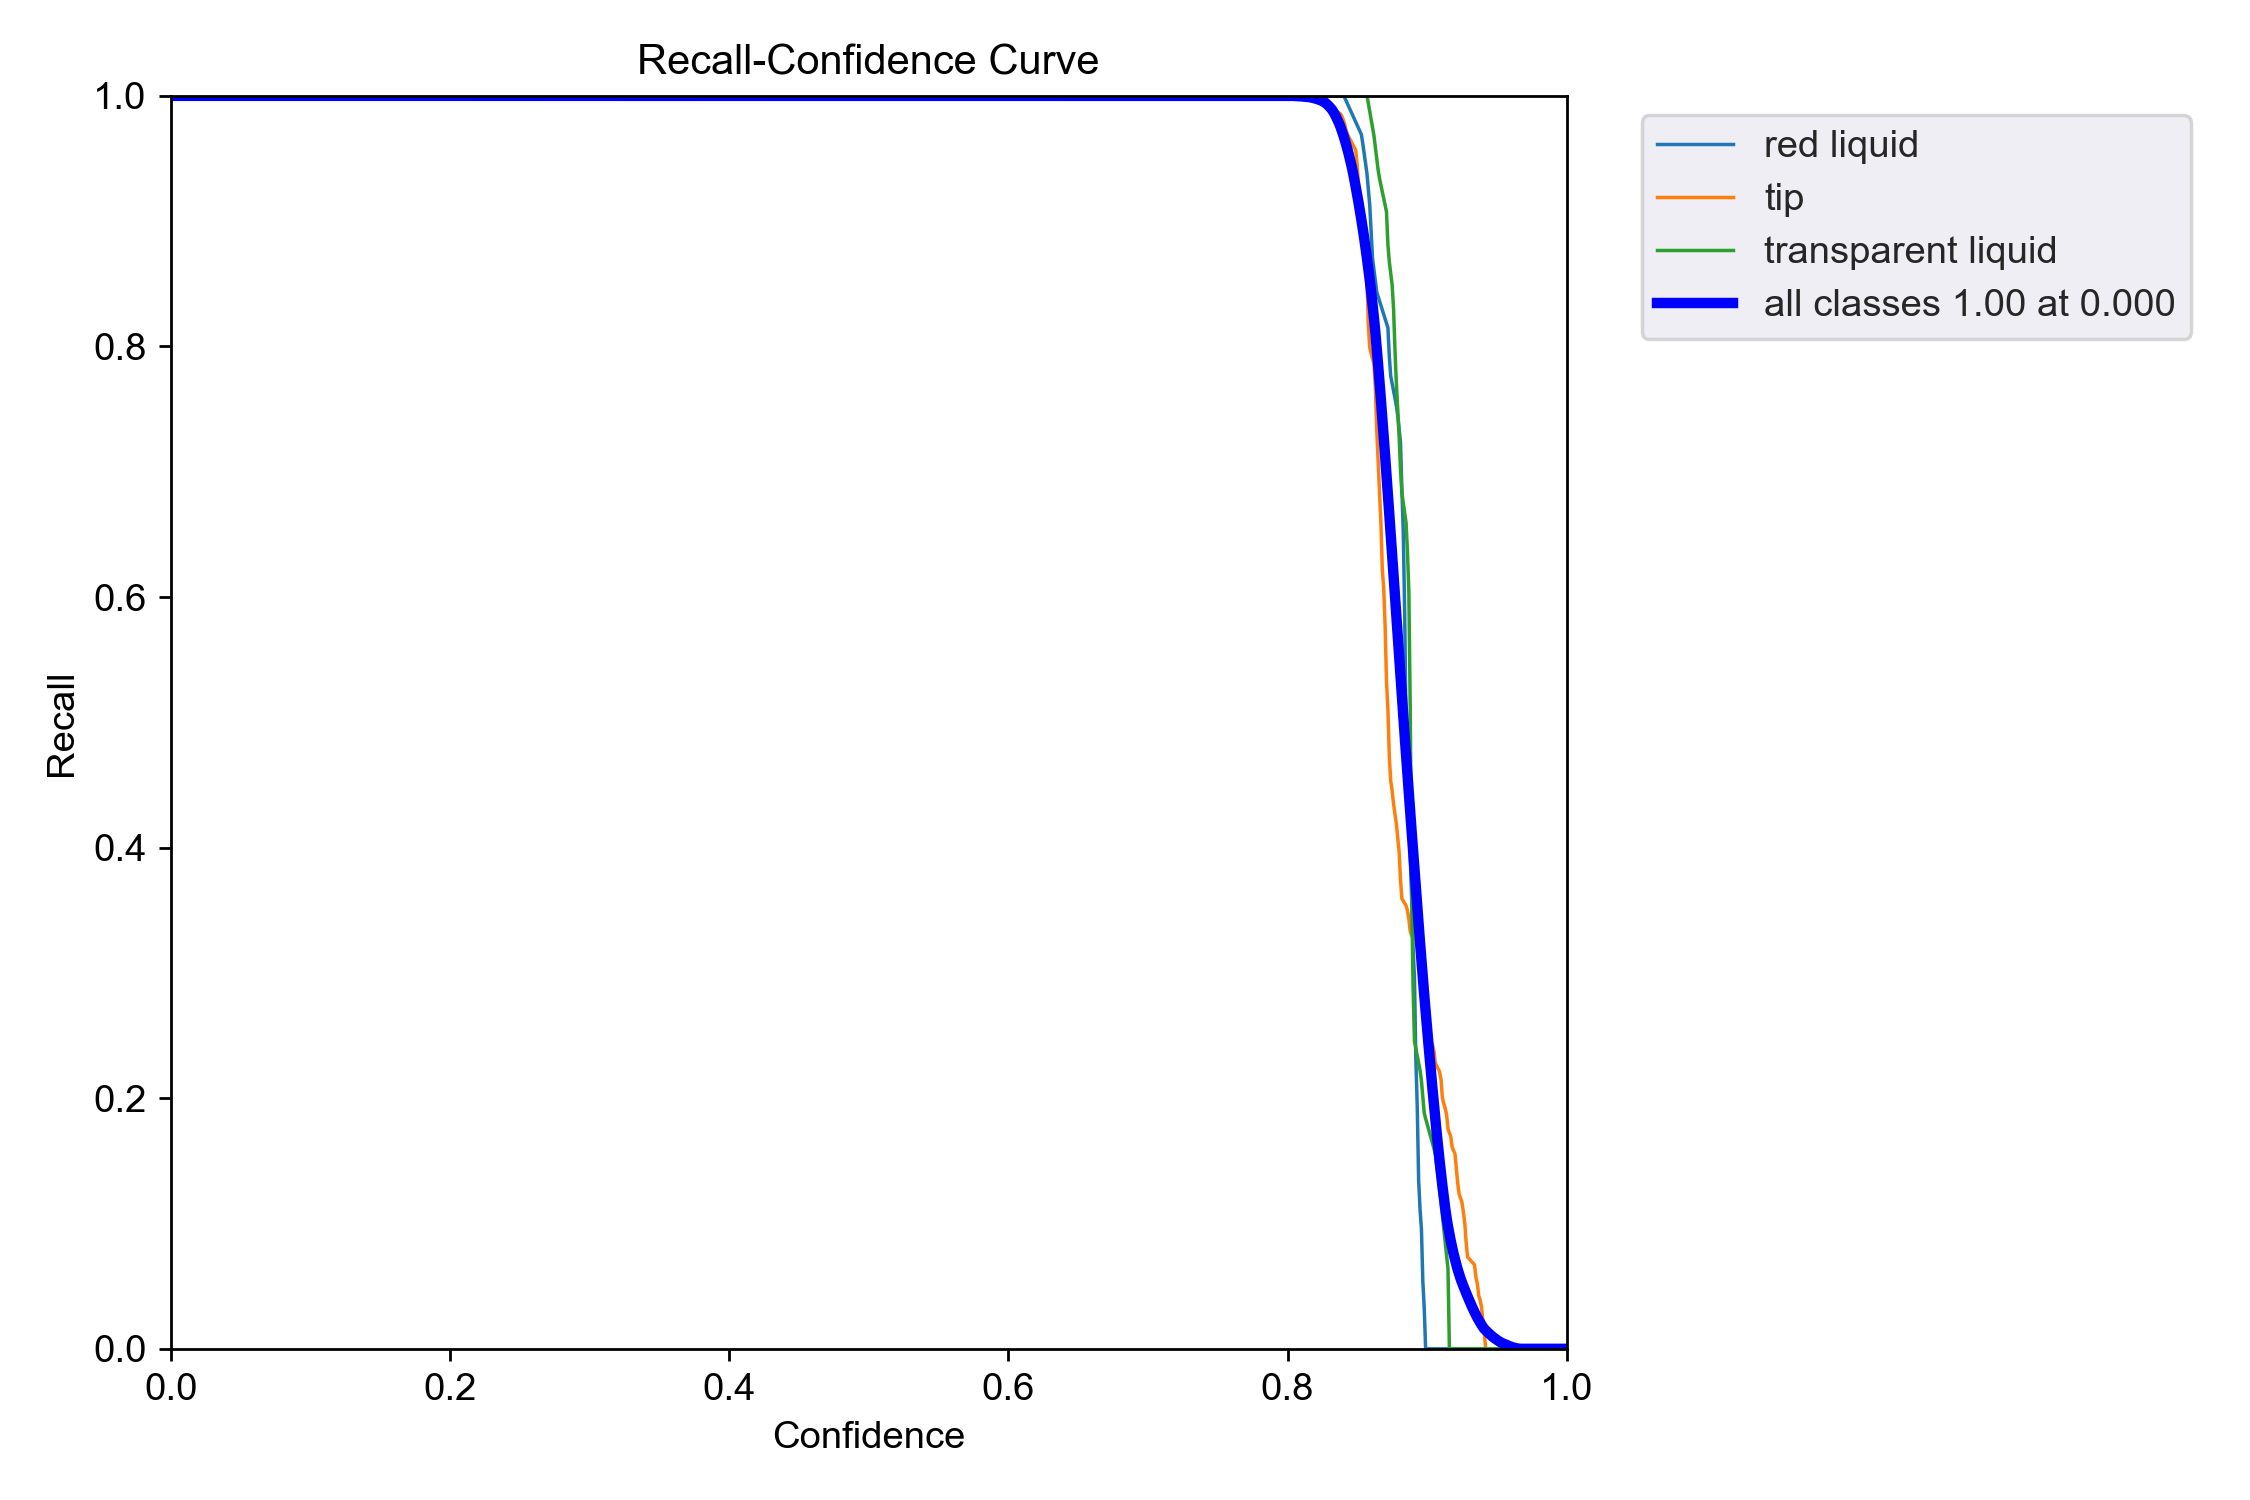 Recall-Confidence Curve
1.0
0.8
0.6
0.4
0.2
0.0
Recall
0.0 0.2 0.4 0.6 0.8 1.0
Confidence
red liquid
tip
transparent liquid
all classes 1.00 at 0.000